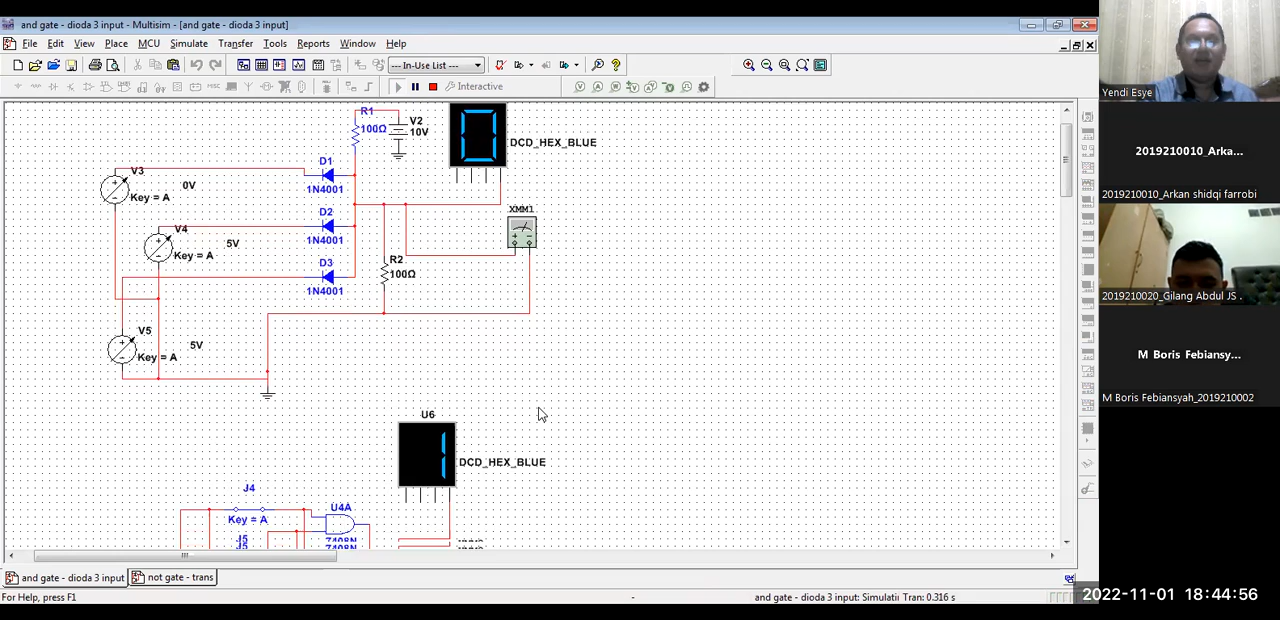 and gate - dioda 3 input - Multisim - [and gate - dioda 3 input]
File Edit View Place MCU Simulate Transfer Tools Reports Window Help
--- In-Use List ---
Interactive
R1
100Ω
V2
10V
DCD_HEX_BLUE
V3
Key = A
0V
D1
1N4001
V4
Key = A
5V
D2
1N4001
XMM1
D3
1N4001
R2
100Ω
V5
Key = A
5V
U6
DCD_HEX_BLUE
J4
Key = A
J5
U4A
7408N
and gate - dioda 3 input
not gate - trans
For Help, press F1
and gate - dioda 3 input: Simulatii Tran: 0.316 s
Yendi Esye
2019210010_Arka...
2019210010_Arkan shidqi farrobi
2019210020_Gilang Abdul JS .
M Boris Febiansy...
M Boris Febiansyah_2019210002
2022-11-01 18:44:56